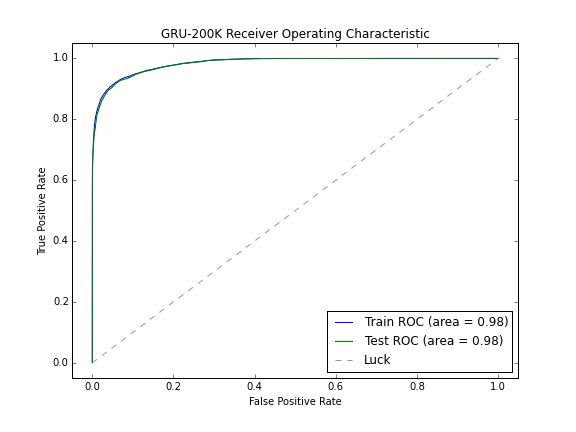 GRU-200K Receiver Operating Characteristic
1.0
0.8
0.6
0.4
0.2
0.0
True Positive Rate
Train ROC (area = 0.98)
Test ROC (area = 0.98)
Luck
0.0 0.2 0.4 0.6 0.8 1.0
False Positive Rate